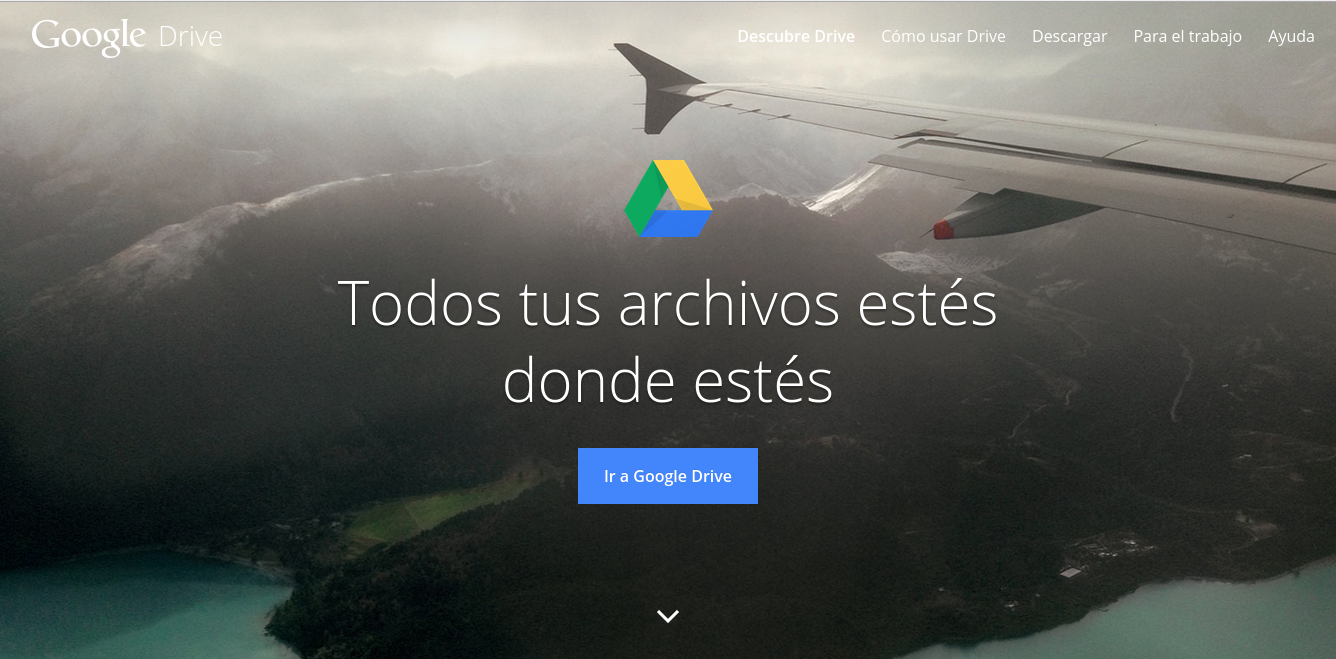 Google Drive
Descubre Drive
Cómo usar Drive
Descargar
Para el trabajo
Ayuda
Todos tus archivos estés
donde estés
Ir a Google Drive